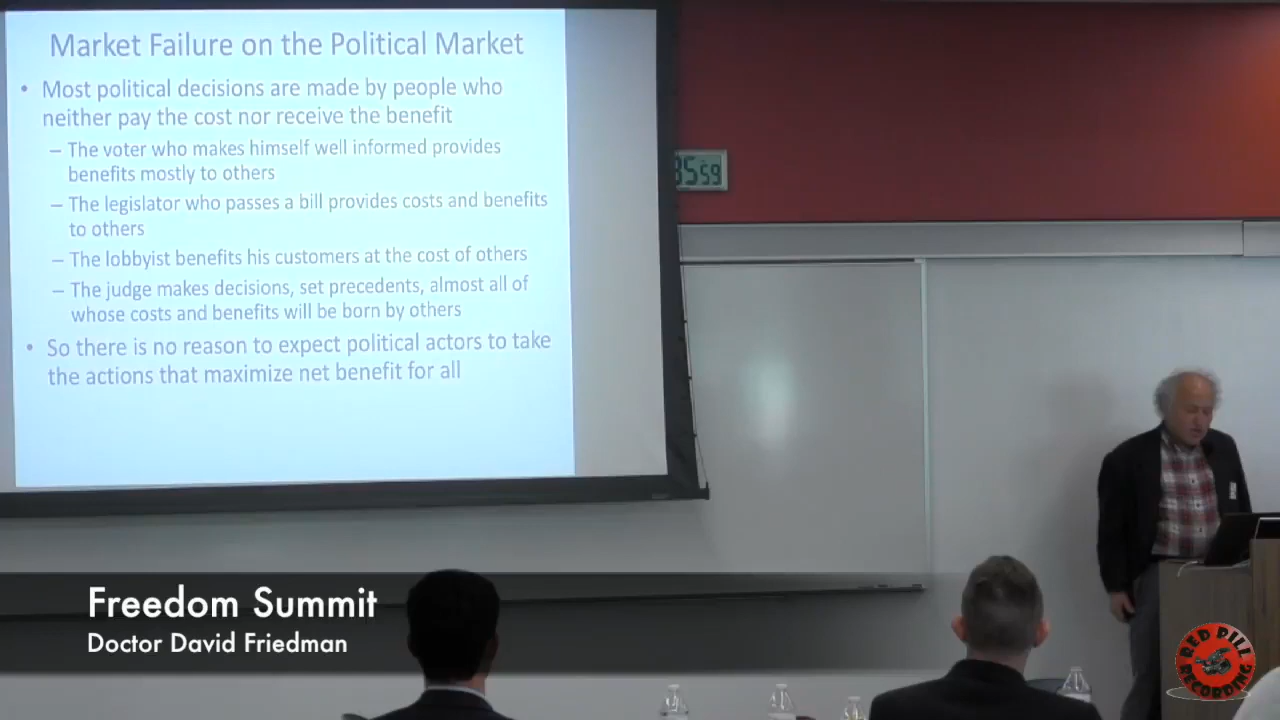 Market Failure on the Political Market
• Most political decisions are made by people who
neither pay the cost nor receive the benefit
– The voter who makes himself well informed provides
benefits mostly to others
– The legislator who passes a bill provides costs and benefits
to others
– The lobbyist benefits his customers at the cost of others
– The judge makes decisions, set precedents, almost all of
whose costs and benefits will be born by others
• So there is no reason to expect political actors to take
the actions that maximize net benefit for all
35 59
Freedom Summit
Doctor David Friedman
RED PILL
RECORDING